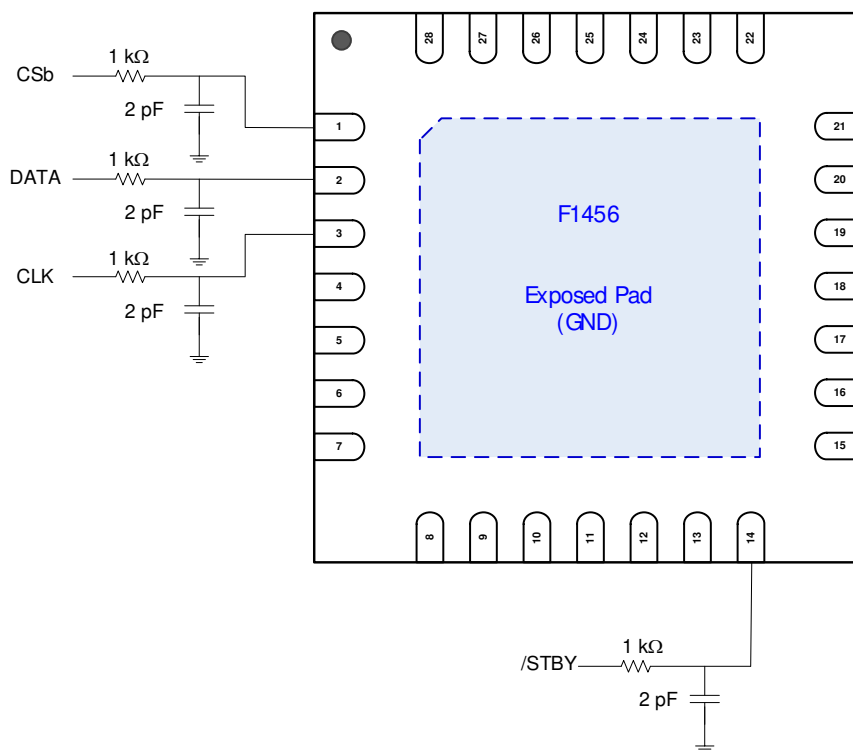 28 27 26 25 24 23 22
1 kΩ
CSb
2 pF
1
21
1 kΩ
DATA
2
20
2 pF
F1456
3
19
1 kΩ
CLK
4
18
2 pF
Exposed Pad
(GND)
5
17
6
16
7
15
8 9 10 11 12 13 14
1 kΩ
/STBY
2 pF